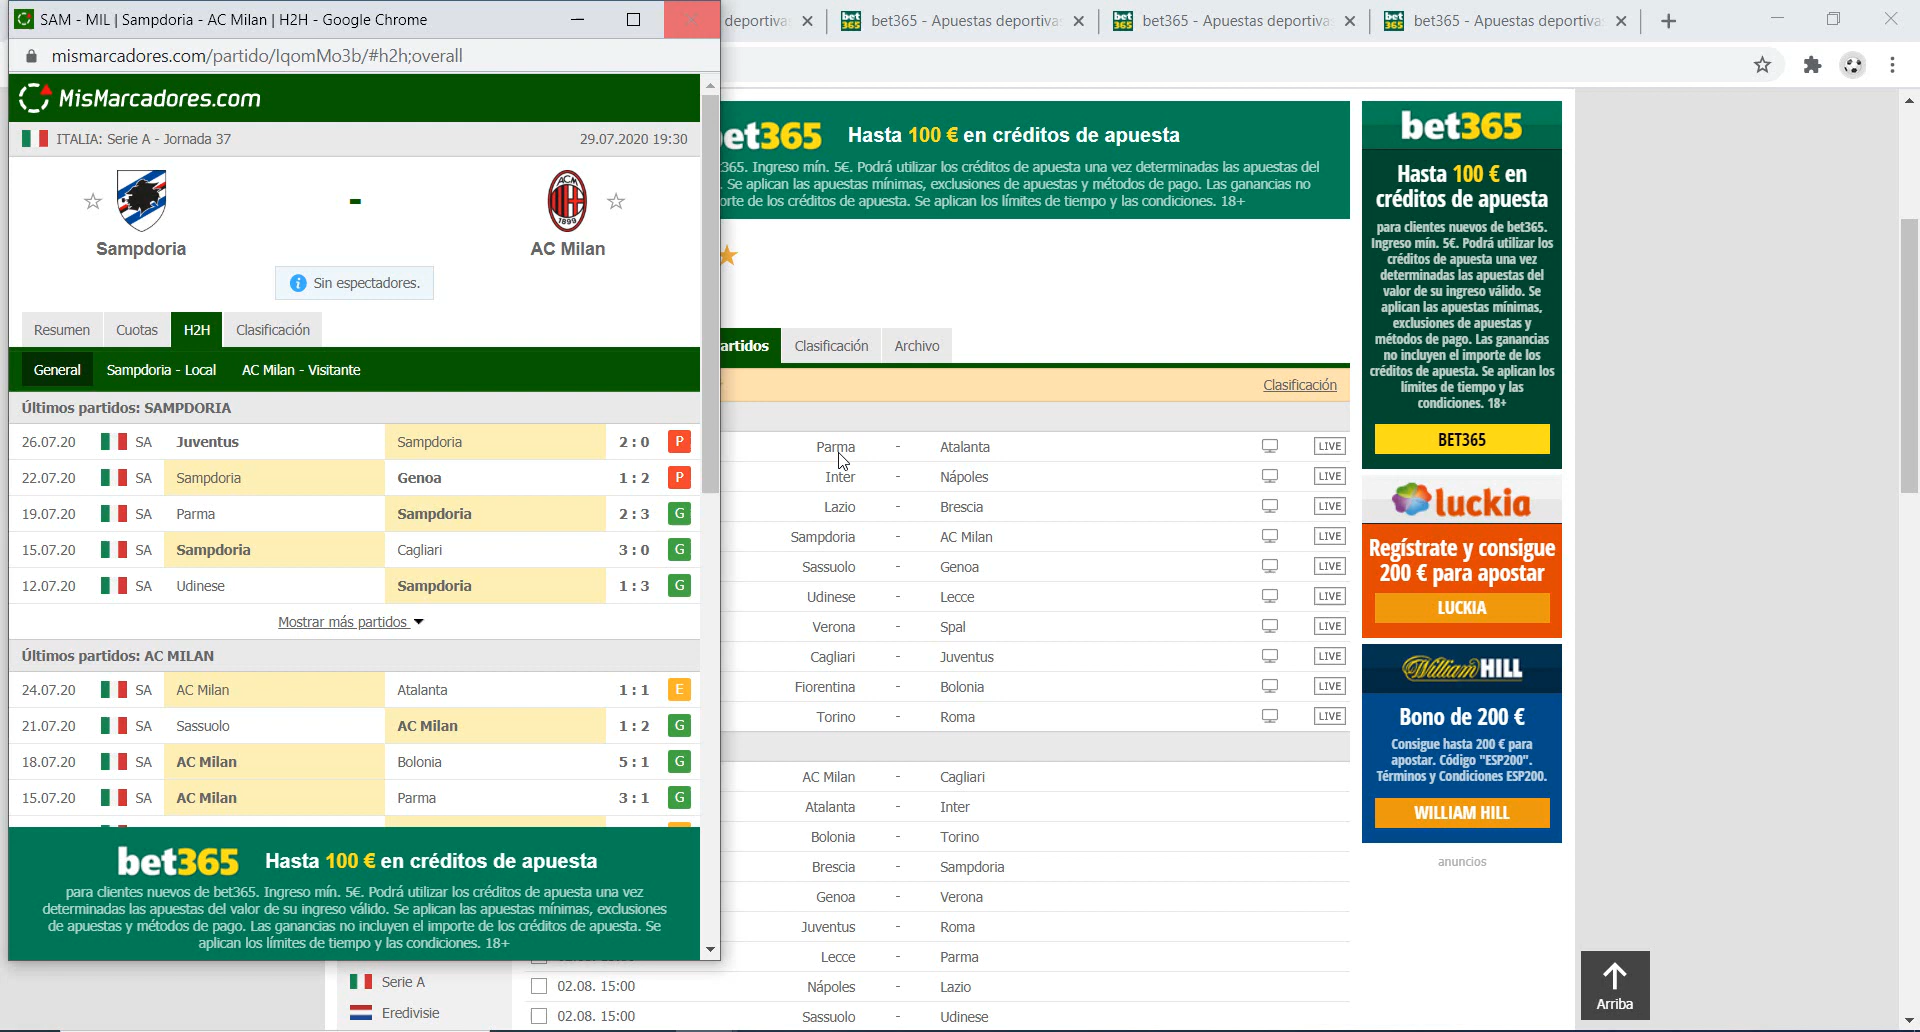 SAM - MIL | Sampdoria - AC Milan | H2H - Google Chrome
mismarcadores.com/partido/IqomMo3b/#h2h;overall
MisMarcadores.com
ITALIA: Serie A - Jornada 37 29.07.2020 19:30
-
Sampdoria AC Milan
ACM
1899
Sin espectadores.
Resumen Cuotas H2H Clasificación
General Sampdoria - Local AC Milan - Visitante
Últimos partidos: SAMPDORIA
26.07.20 SA Juventus Sampdoria 2 : 0 P
22.07.20 SA Sampdoria Genoa 1 : 2 P
19.07.20 SA Parma Sampdoria 2 : 3 G
15.07.20 SA Sampdoria Cagliari 3 : 0 G
12.07.20 SA Udinese Sampdoria 1 : 3 G
Mostrar más partidos
Últimos partidos: AC MILAN
24.07.20 SA AC Milan Atalanta 1 : 1 E
21.07.20 SA Sassuolo AC Milan 1 : 2 G
18.07.20 SA AC Milan Bolonia 5 : 1 G
15.07.20 SA AC Milan Parma 3 : 1 G
bet365 Hasta 100 € en créditos de apuesta
para clientes nuevos de bet365. Ingreso mín. 5€. Podrá utilizar los créditos de apuesta una vez
determinadas las apuestas del valor de su ingreso válido. Se aplican las apuestas mínimas, exclusiones
de apuestas y métodos de pago. Las ganancias no incluyen el importe de los créditos de apuesta. Se
aplican los límites de tiempo y las condiciones. 18+
deportiva bet365 - Apuestas deportiva bet365 - Apuestas deportiva bet365 - Apuestas deportiva
et365 Hasta 100 € en créditos de apuesta
365. Ingreso mín. 5€. Podrá utilizar los créditos de apuesta una vez determinadas las apuestas del
. Se aplican las apuestas mínimas, exclusiones de apuestas y métodos de pago. Las ganancias no
orte de los créditos de apuesta. Se aplican los límites de tiempo y las condiciones. 18+
artidos Clasificación Archivo
Clasificación
Parma - Atalanta LIVE
Inter - Nápoles LIVE
Lazio - Brescia LIVE
Sampdoria - AC Milan LIVE
Sassuolo - Genoa LIVE
Udinese - Lecce LIVE
Verona - Spal LIVE
Cagliari - Juventus LIVE
Fiorentina - Bolonia LIVE
Torino - Roma LIVE
AC Milan - Cagliari
Atalanta - Inter
Bolonia - Torino
Brescia - Sampdoria
Genoa - Verona
Juventus - Roma
Lecce - Parma
02.08. 15:00 Nápoles - Lazio
02.08. 15:00 Sassuolo - Udinese
Serie A
Eredivisie
bet365
Hasta 100 € en
créditos de apuesta
para clientes nuevos de bet365.
Ingreso mín. 5€. Podrá utilizar los
créditos de apuesta una vez
determinadas las apuestas del
valor de su ingreso válido. Se
aplican las apuestas mínimas,
exclusiones de apuestas y
métodos de pago. Las ganancias
no incluyen el importe de los
créditos de apuesta. Se aplican los
límites de tiempo y las
condiciones. 18+
BET365
luckia
Regístrate y consigue
200 € para apostar
LUCKIA
William HILL
Bono de 200 €
Consigue hasta 200 € para
apostar. Código "ESP200".
Términos y Condiciones ESP200.
WILLIAM HILL
anuncios
Arriba